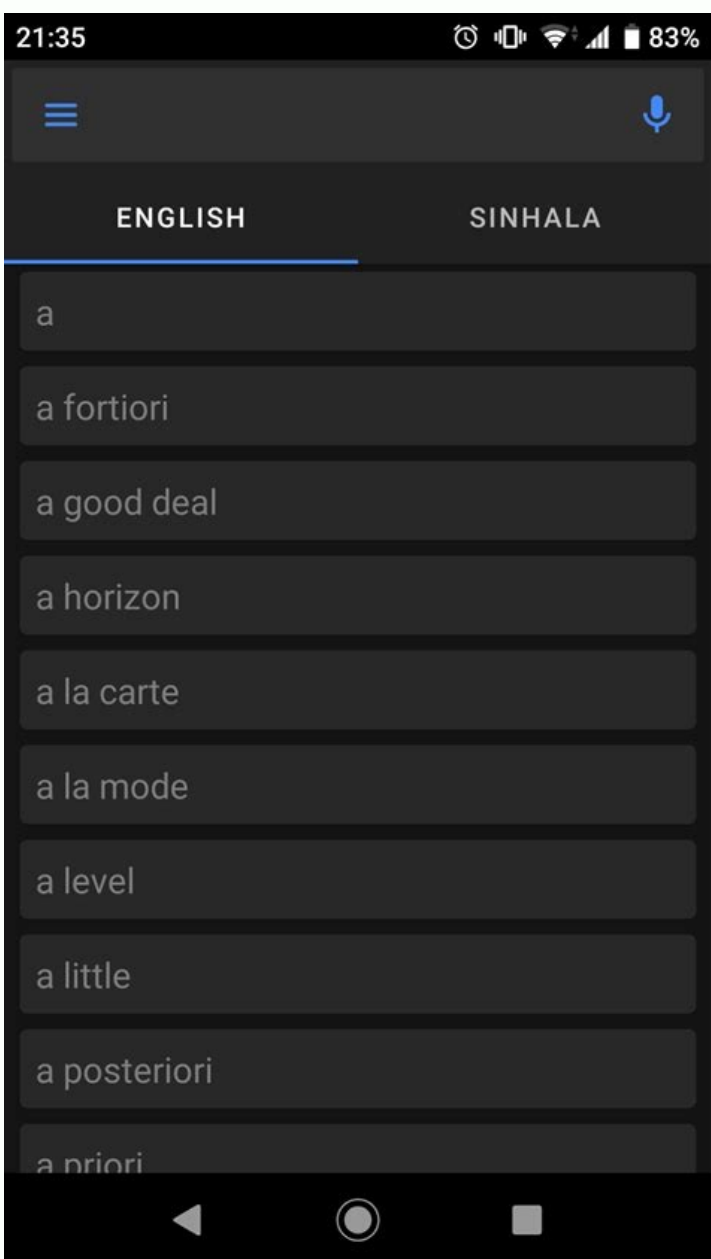 21:35 83%
ENGLISH SINHALA
a
a fortiori
a good deal
a horizon
a la carte
a la mode
a level
a little
a posteriori
a priori